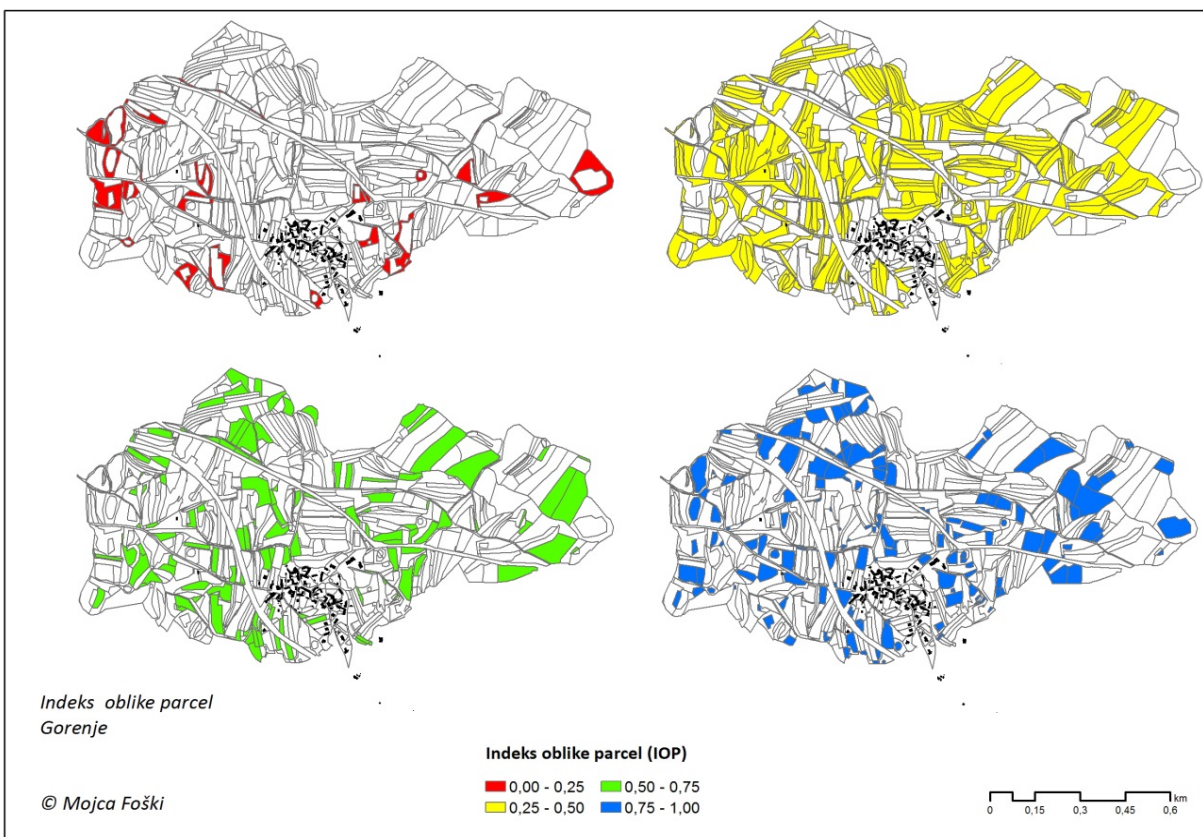 Indeks oblike parcel
Gorenje
© Mojca Foški
Indeks oblike parcel (IOP)
0,00 - 0,25
0,50 - 0,75
0,25 - 0,50
0,75 - 1,00
km
0 0,15 0,3 0,45 0,6